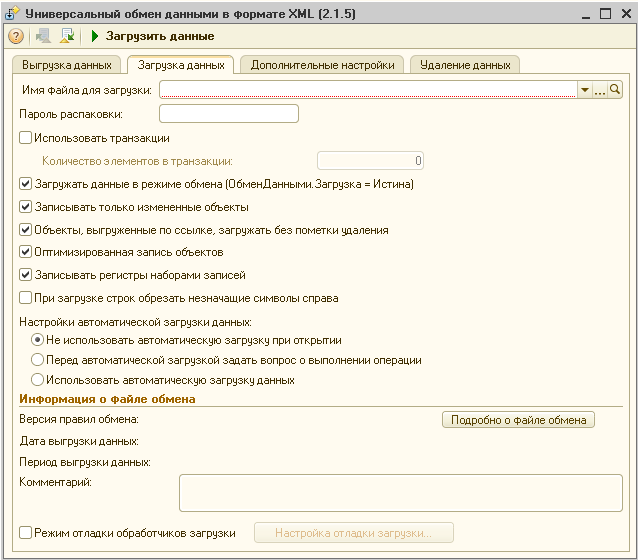 Универсальный обмен данными в формате XML (2.1.5)
Загрузить данные
Выгрузка данных Загрузка данных Дополнительные настройки Удаление данных
Имя файла для загрузки: ...
Пароль распаковки:
Использовать транзакции
Количество элементов в транзакции: 0
Загружать данные в режиме обмена (ОбменДанными.Загрузка = Истина)
Записывать только измененные объекты
Объекты, выгруженные по ссылке, загружать без пометки удаления
Оптимизированная запись объектов
Записывать регистры наборами записей
При загрузке строк обрезать незначащие символы справа
Настройки автоматической загрузки данных:
Не использовать автоматическую загрузку при открытии
Перед автоматической загрузкой задать вопрос о выполнении операции
Использовать автоматическую загрузку данных
Информация о файле обмена
Версия правил обмена: Подробно о файле обмена
Дата выгрузки данных:
Период выгрузки данных:
Комментарий:
Режим отладки обработчиков загрузки Настройка отладки загрузки...